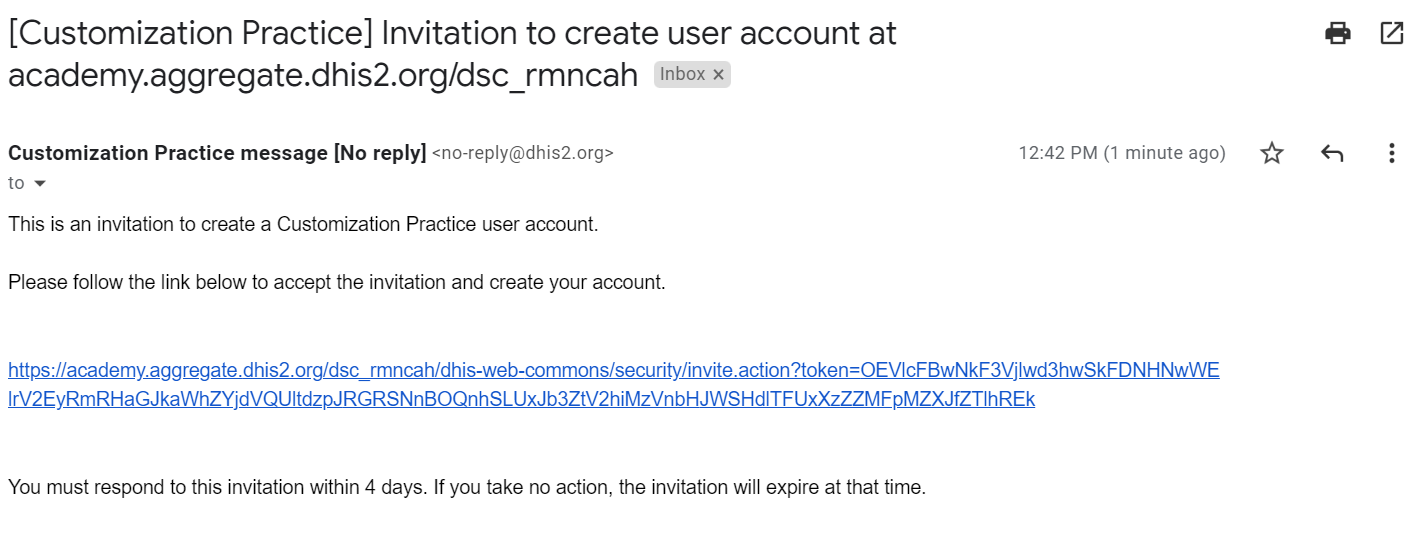 [Customization Practice] Invitation to create user account at
academy.aggregate.dhis2.org/dsc_rmncah Inbox ×
Customization Practice message [No reply] <no-reply@dhis2.org> 12:42 PM (1 minute ago)
to
This is an invitation to create a Customization Practice user account.
Please follow the link below to accept the invitation and create your account.
https://academy.aggregate.dhis2.org/dsc_rmncah/dhis-web-commons/security/invite.action?token=OEVlcFBwNkF3Vjlwd3hwSkFDNHNwWE
lrV2EyRmRHaGJkaWhZYjdVQUltdzpJRGRSNnBOQnhSLUxJb3ZtV2hiMzVnbHJWSHdlTFUxXzZZMFpMZXJfZTlhREk
You must respond to this invitation within 4 days. If you take no action, the invitation will expire at that time.